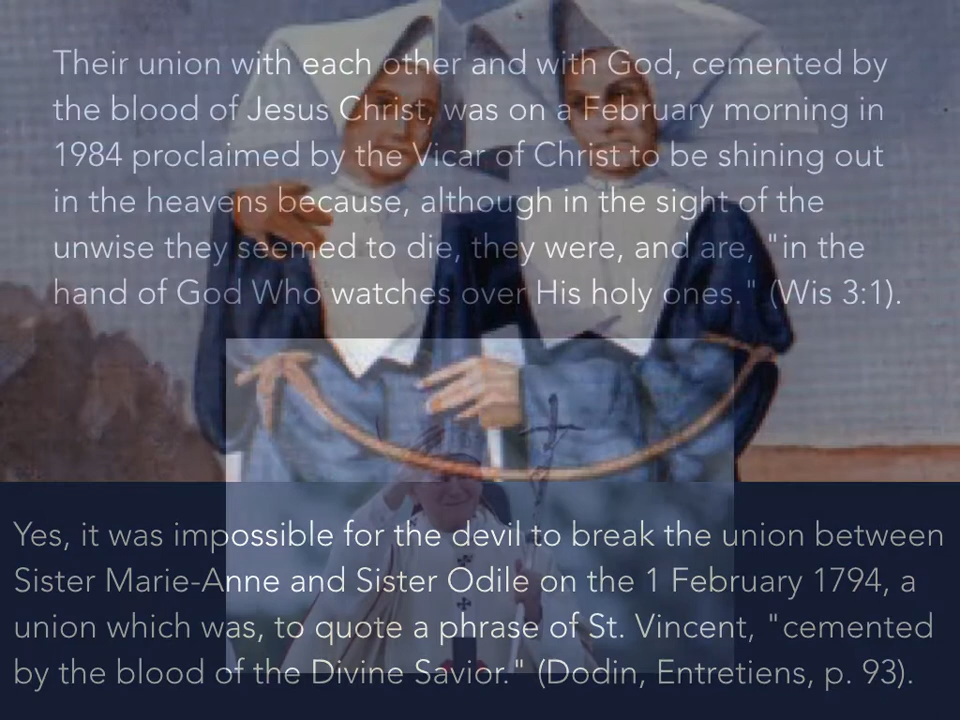 Their union with each other and with God, cemented by
the blood of Jesus Christ, was on a February morning in
1984 proclaimed by the Vicar of Christ to be shining out
in the heavens because, although in the sight of the
unwise they seemed to die, they were, and are, "in the
hand of God Who watches over His holy ones." (Wis 3:1).
Yes, it was impossible for the devil to break the union between
Sister Marie-Anne and Sister Odile on the 1 February 1794, a
union which was, to quote a phrase of St. Vincent, "cemented
by the blood of the Divine Savior." (Dodin, Entretiens, p. 93).